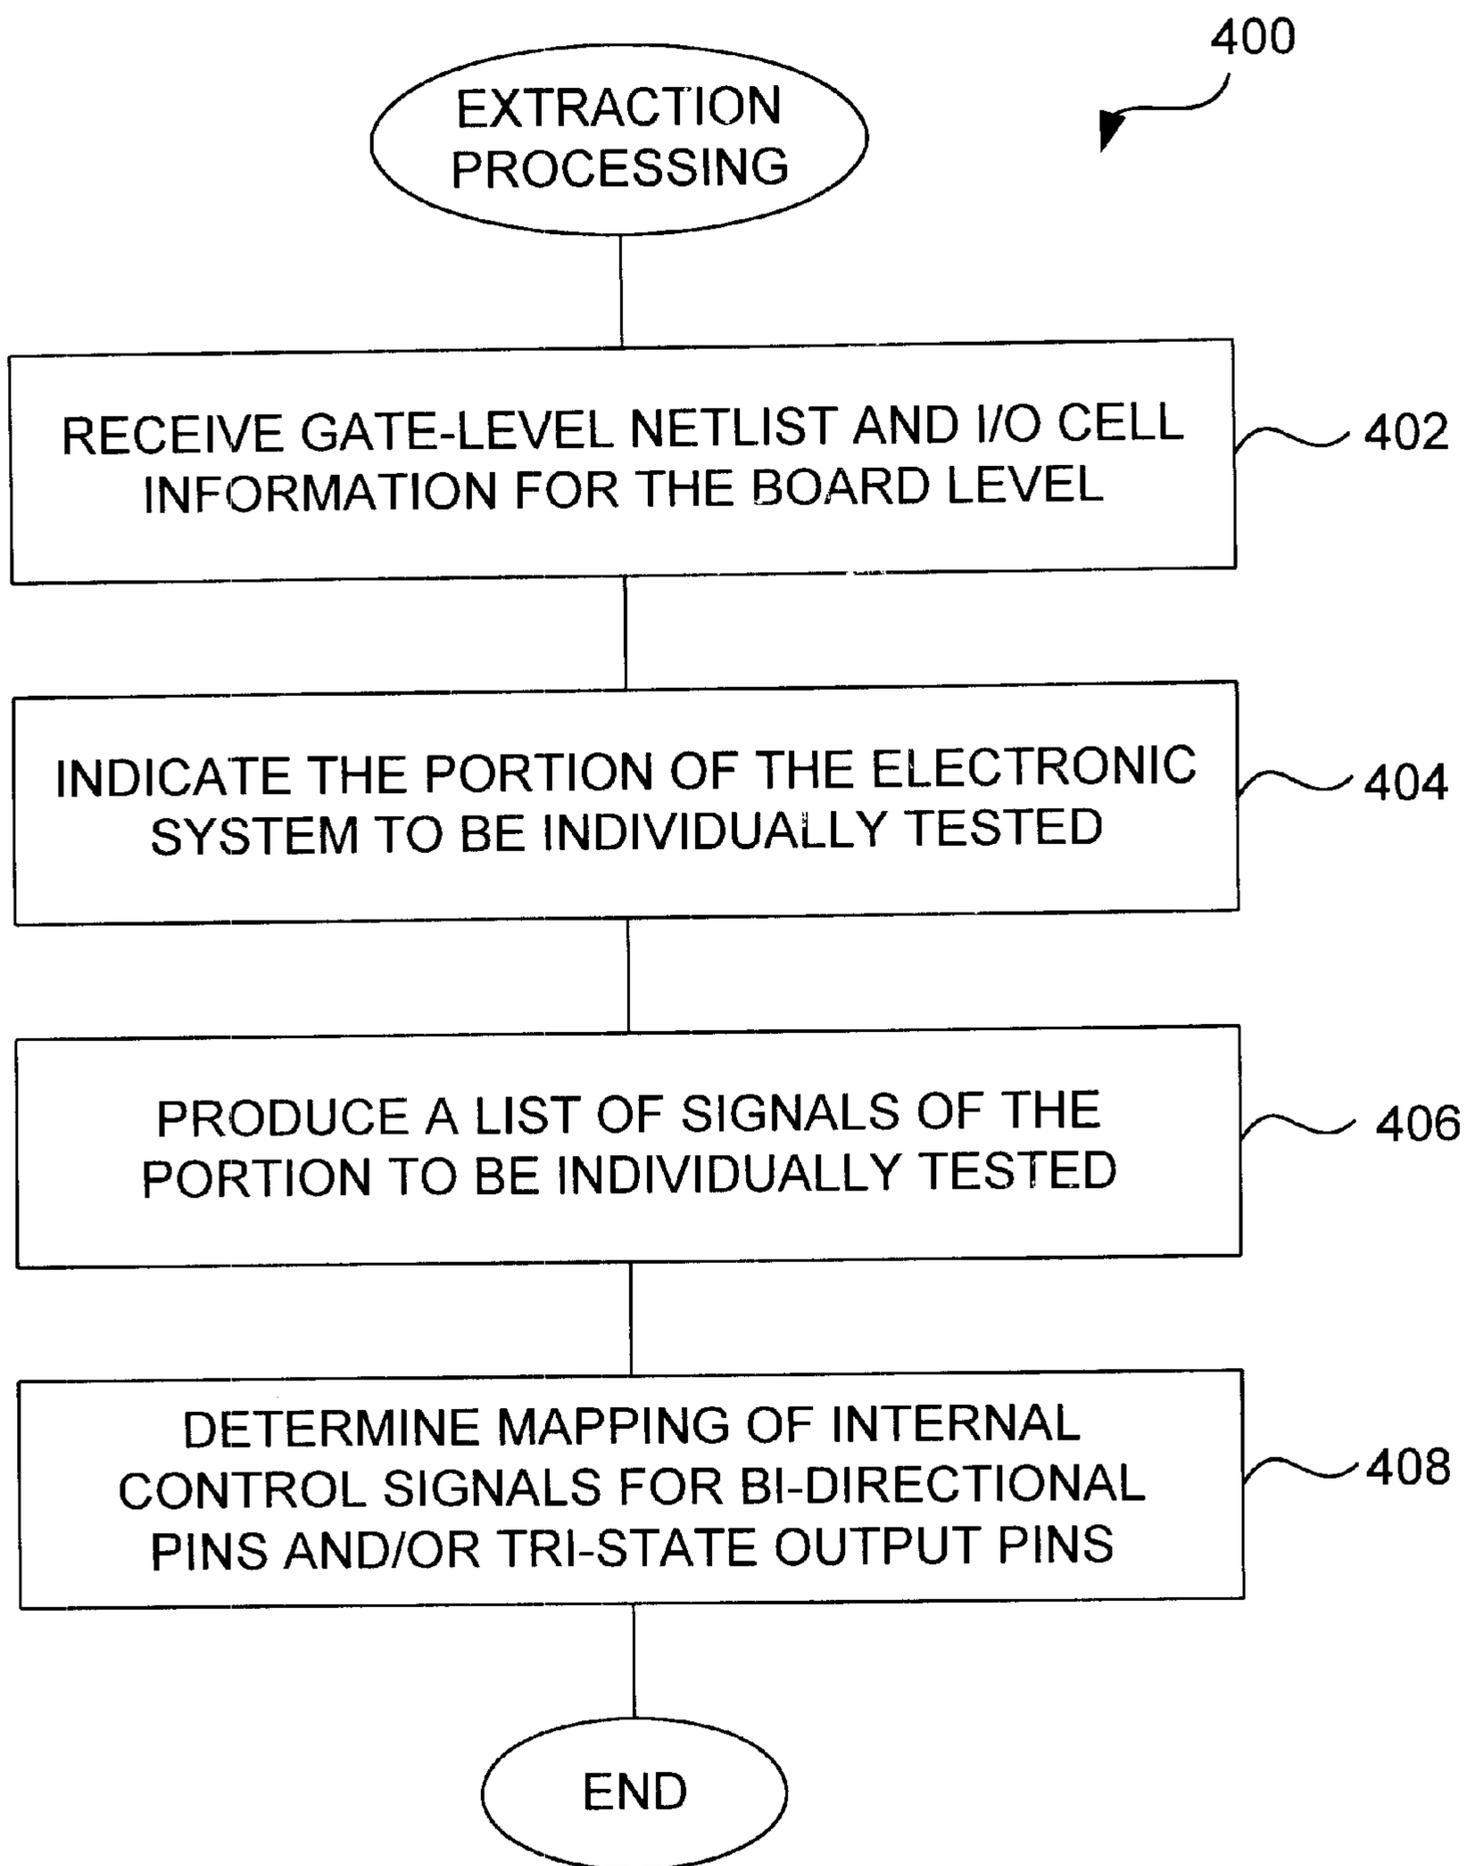 400
EXTRACTION
PROCESSING
RECEIVE GATE-LEVEL NETLIST AND I/O CELL
INFORMATION FOR THE BOARD LEVEL
402
INDICATE THE PORTION OF THE ELECTRONIC
SYSTEM TO BE INDIVIDUALLY TESTED
404
PRODUCE A LIST OF SIGNALS OF THE
PORTION TO BE INDIVIDUALLY TESTED
406
DETERMINE MAPPING OF INTERNAL
CONTROL SIGNALS FOR BI-DIRECTIONAL
PINS AND/OR TRI-STATE OUTPUT PINS
408
END